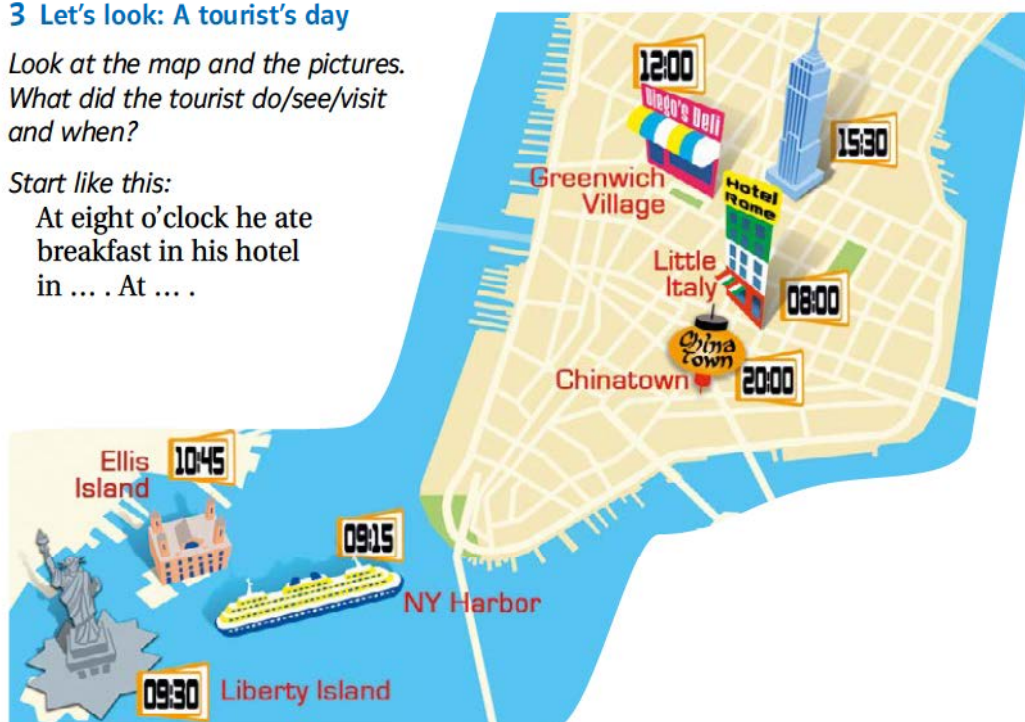 3 Let's look: A tourist's day
Look at the map and the pictures.
What did the tourist do/see/visit
and when?
Start like this:
At eight o'clock he ate
breakfast in his hotel
in … . At … .
12:00
Diego's Deli
15:30
Greenwich
Village
Hotel
Rome
Little
Italy
08:00
China
Town
Chinatown
20:00
Ellis
Island
10:45
09:15
NY Harbor
09:30
Liberty Island